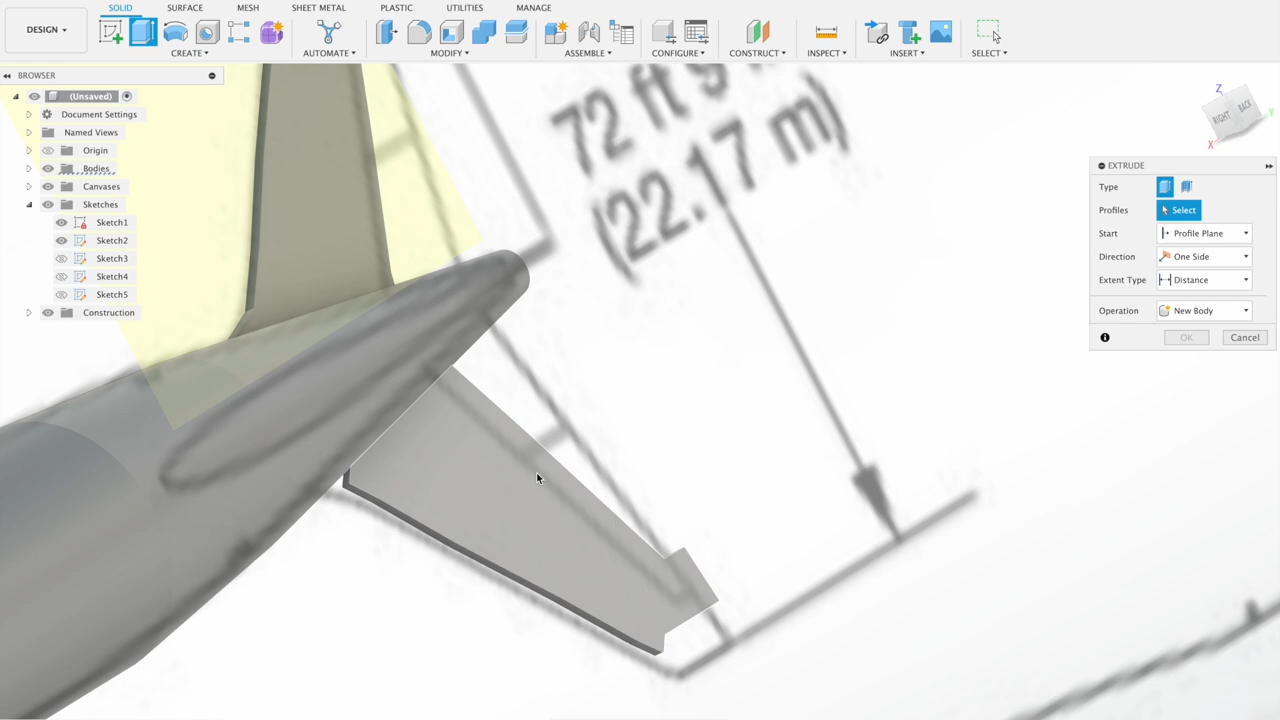 SOLID SURFACE MESH SHEET METAL PLASTIC UTILITIES MANAGE
DESIGN
CREATE AUTOMATE MODIFY ASSEMBLE CONFIGURE CONSTRUCT INSPECT INSERT SELECT
BROWSER
(Unsaved)
Document Settings
Named Views
Origin
Bodies
Canvases
Sketches
Sketch1
Sketch2
Sketch3
Sketch4
Sketch5
Construction
72 ft 9
(22.17 m)
Z
RIGHT BACK
Y
X
EXTRUDE
Type
Profiles Select
Start Profile Plane
Direction One Side
Extent Type Distance
Operation New Body
OK Cancel